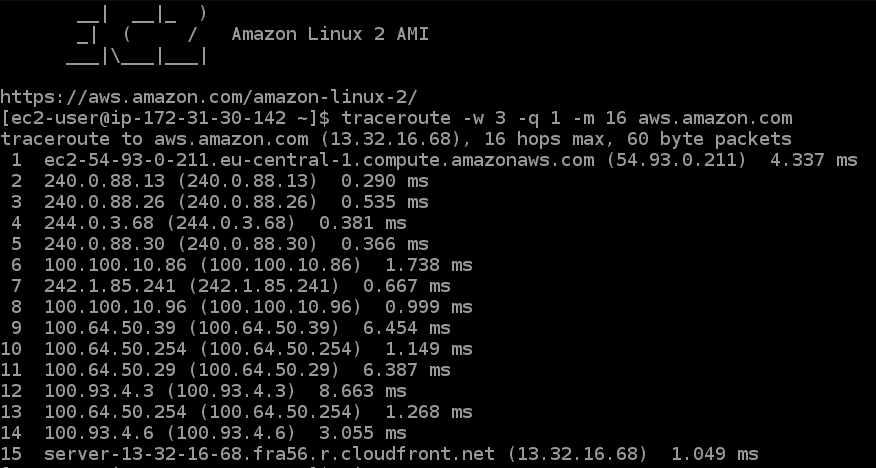 __|  __|_  )
       _|  (     /   Amazon Linux 2 AMI
      ___|\___|___|
https://aws.amazon.com/amazon-linux-2/
[ec2-user@ip-172-31-30-142 ~]$ traceroute -w 3 -q 1 -m 16 aws.amazon.com
traceroute to aws.amazon.com (13.32.16.68), 16 hops max, 60 byte packets
 1  ec2-54-93-0-211.eu-central-1.compute.amazonaws.com (54.93.0.211)  4.337 ms
 2  240.0.88.13 (240.0.88.13)  0.290 ms
 3  240.0.88.26 (240.0.88.26)  0.535 ms
 4  244.0.3.68 (244.0.3.68)  0.381 ms
 5  240.0.88.30 (240.0.88.30)  0.366 ms
 6  100.100.10.86 (100.100.10.86)  1.738 ms
 7  242.1.85.241 (242.1.85.241)  0.667 ms
 8  100.100.10.96 (100.100.10.96)  0.999 ms
 9  100.64.50.39 (100.64.50.39)  6.454 ms
10  100.64.50.254 (100.64.50.254)  1.149 ms
11  100.64.50.29 (100.64.50.29)  6.387 ms
12  100.93.4.3 (100.93.4.3)  8.663 ms
13  100.64.50.254 (100.64.50.254)  1.268 ms
14  100.93.4.6 (100.93.4.6)  3.055 ms
15  server-13-32-16-68.fra56.r.cloudfront.net (13.32.16.68)  1.049 ms